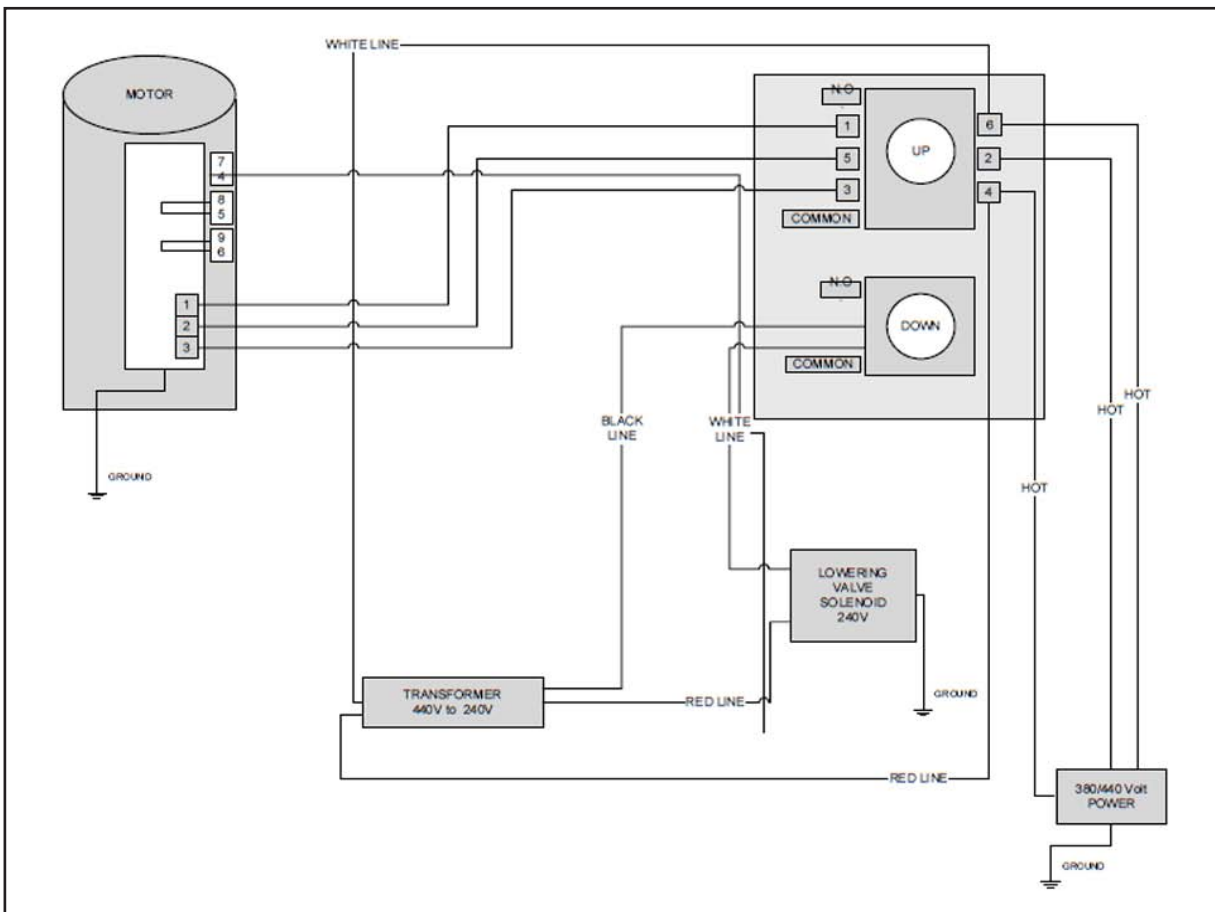 WHITE LINE
MOTOR
7
4
8
5
9
6
1
2
3
GROUND
N.O
.
1
5
3
COMMON
UP
6
2
4
N.O
.
DOWN
COMMON
BLACK
LINE
WHITE
LINE
HOT
HOT
HOT
LOWERING
VALVE
SOLENOID
240V
GROUND
TRANSFORMER
440V to 240V
RED LINE
RED LINE
380/440 Volt
POWER
GROUND